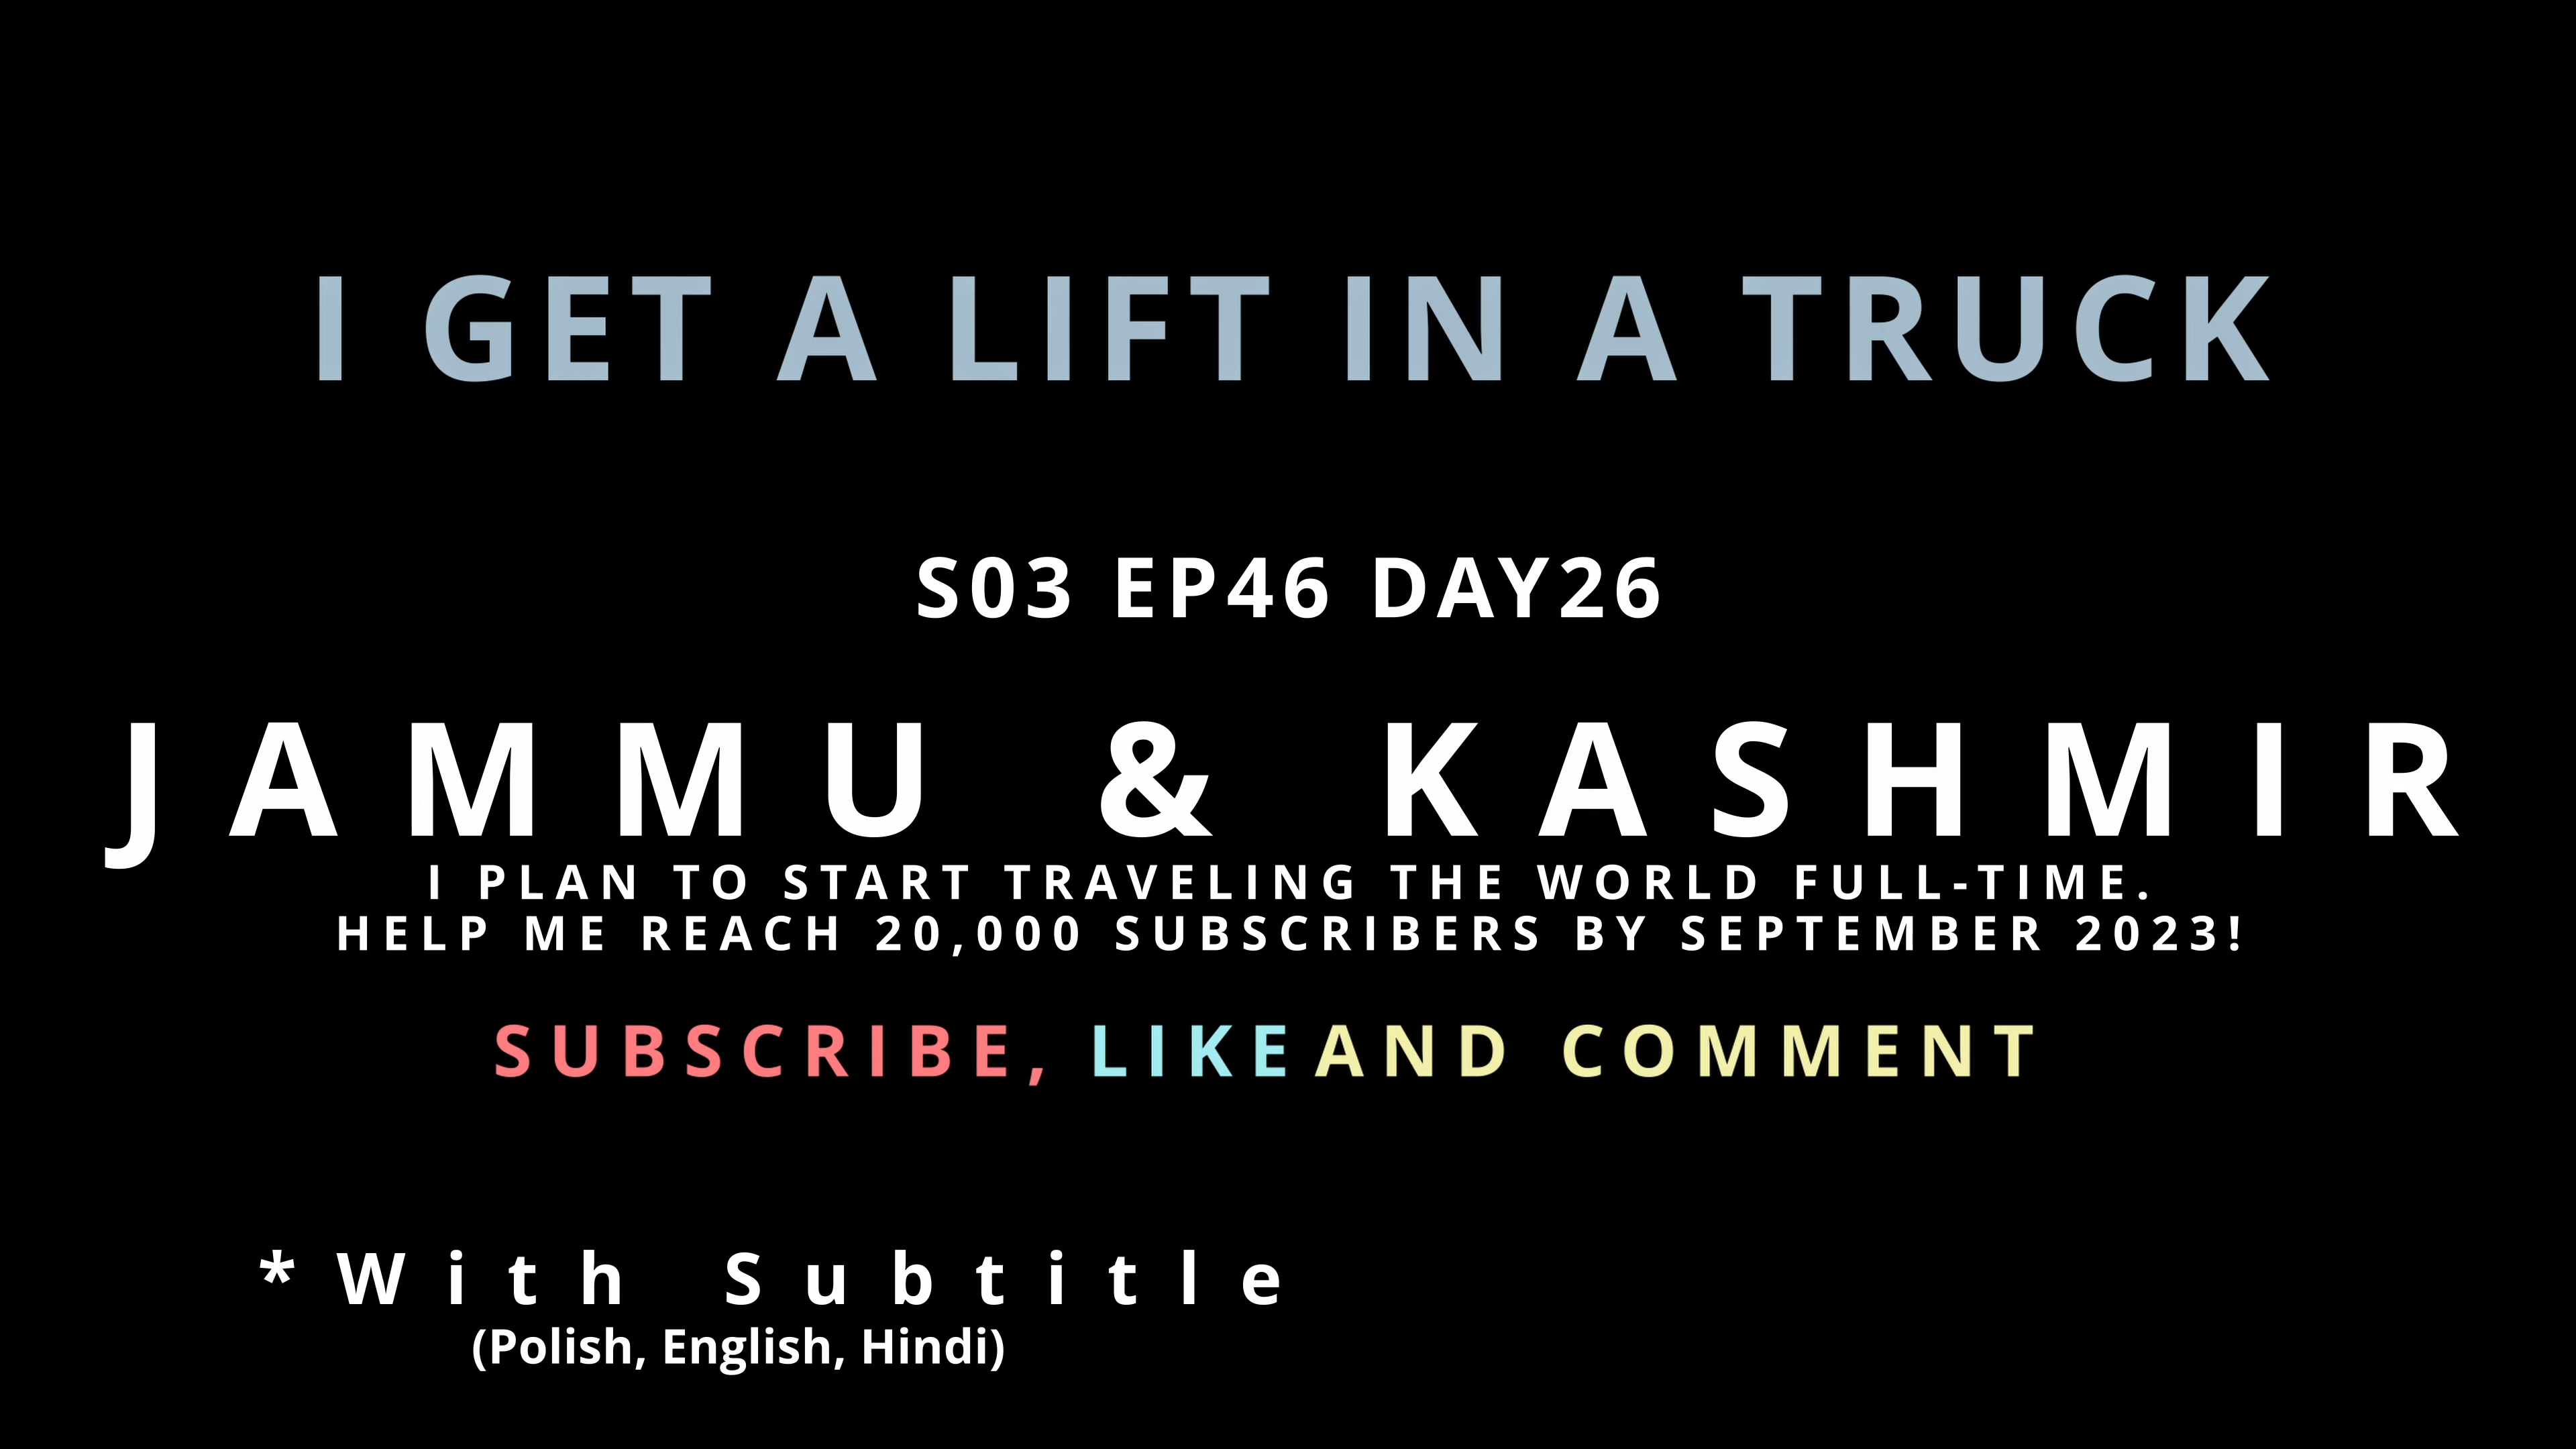 I GET A LIFT IN A TRUCK
S03 EP46 DAY26
JAMMU & KASHMIR
I PLAN TO START TRAVELING THE WORLD FULL-TIME.
HELP ME REACH 20,000 SUBSCRIBERS BY SEPTEMBER 2023!
SUBSCRIBE, LIKE AND COMMENT
*With Subtitle
(Polish, English, Hindi)